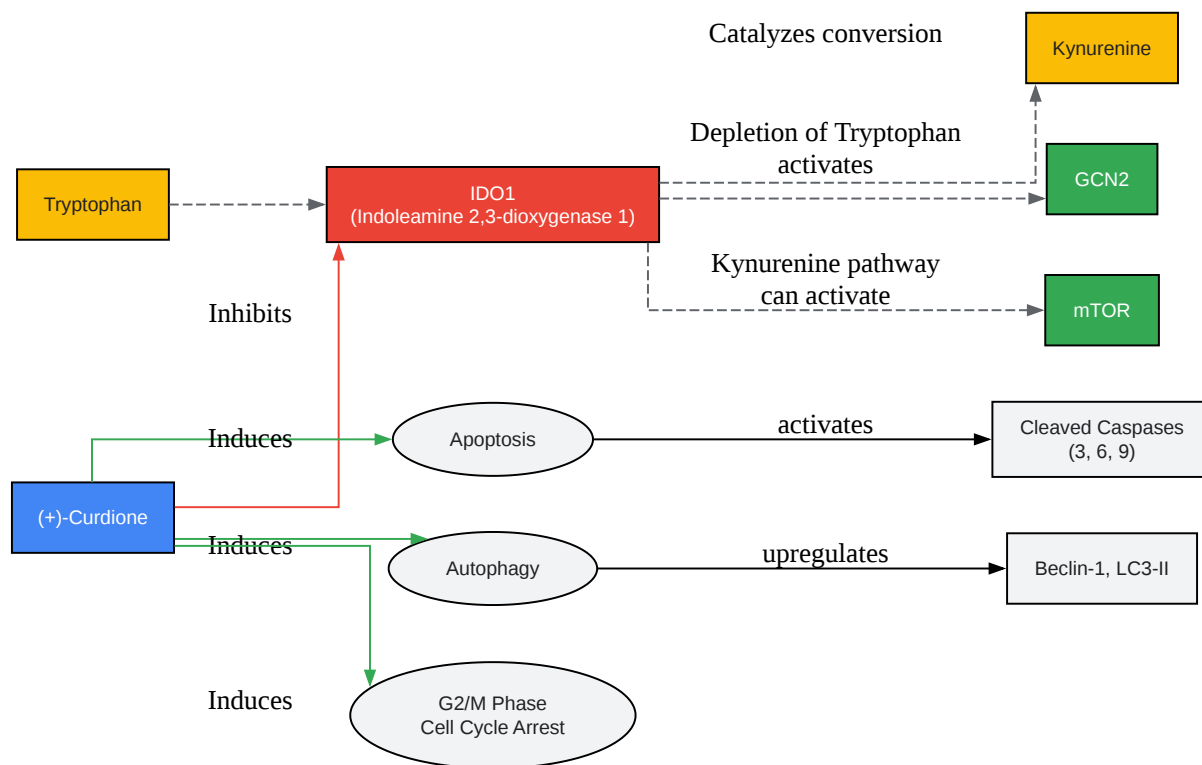 Catalyzes conversion
Kynurenine
Depletion of Tryptophan
activates
GCN2
Tryptophan
IDO1
(Indoleamine 2,3-dioxygenase 1)
Kynurenine pathway
can activate
mTOR
Inhibits
Induces
Apoptosis
activates
Cleaved Caspases
(3, 6, 9)
(+)-Curdione
Induces
Autophagy
upregulates
Beclin-1, LC3-II
Induces
G2/M Phase
Cell Cycle Arrest